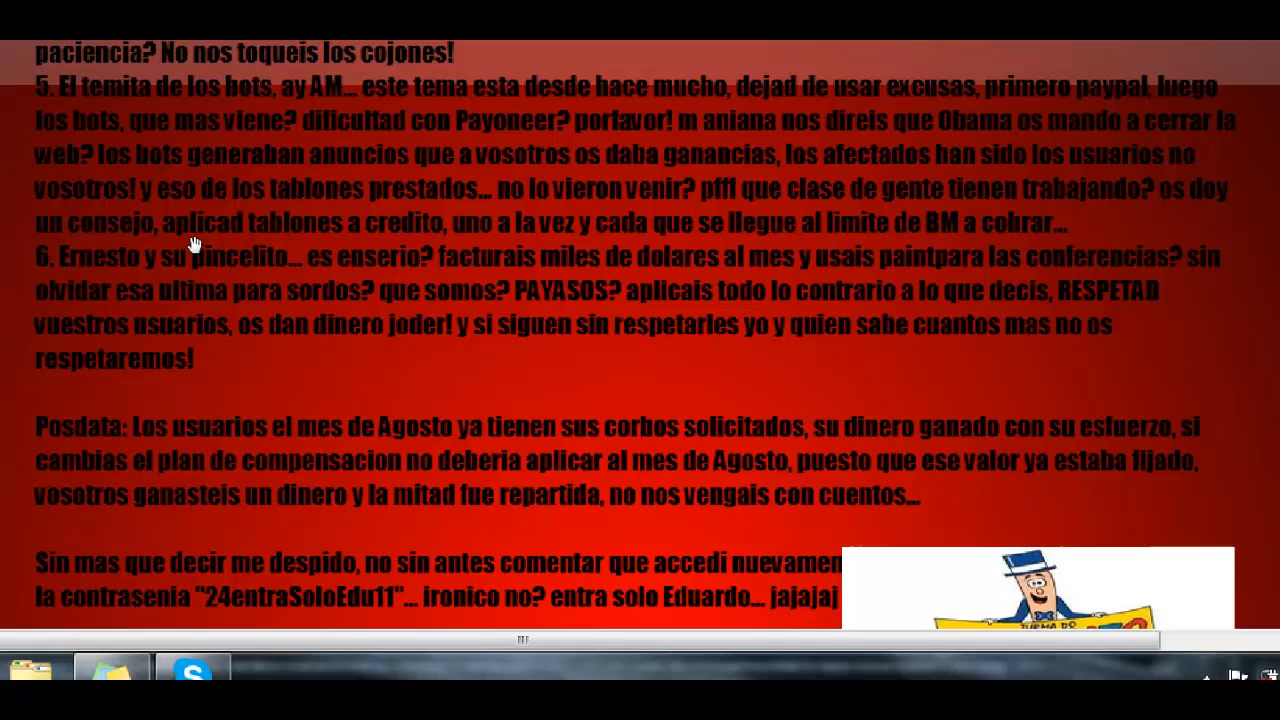 paciencia? No nos toqueis los cojones!
5. El temita de los bots, ay AM... este tema esta desde hace mucho, dejad de usar excusas, primero paypal, luego
los bots, que mas viene? dificultad con Payoneer? porfavor! m aniana nos direis que Obama os mando a cerrar la
web? los bots generaban anuncios que a vosotros os daba ganancias, los afectados han sido los usuarios no
vosotros! y eso de los tablones prestados... no lo vieron venir? pfff que clase de gente tienen trabajando? os doy
un consejo, aplicad tablones a credito, uno a la vez y cada que se llegue al limite de BM a cobrar...
6. Ernesto y su pincelito... es enserio? facturais miles de dolares al mes y usais paintpara las conferencias? sin
olvidar esa ultima para sordos? que somos? PAYASOS? aplicais todo lo contrario a lo que decis, RESPETAD
vuestros usuarios, os dan dinero joder! y si siguen sin respetarles yo y quien sabe cuantos mas no os
respetaremos!
Posdata: Los usuarios el mes de Agosto ya tienen sus corbos solicitados, su dinero ganado con su esfuerzo, si
cambias el plan de compensacion no deberia aplicar al mes de Agosto, puesto que ese valor ya estaba fijado,
vosotros ganasteis un dinero y la mitad fue repartida, no nos vengais con cuentos...
Sin mas que decir me despido, no sin antes comentar que accedi nuevamen
la contrasenia "24entraSoloEdu11"... ironico no? entra solo Eduardo... jajajaj
TURMA DO